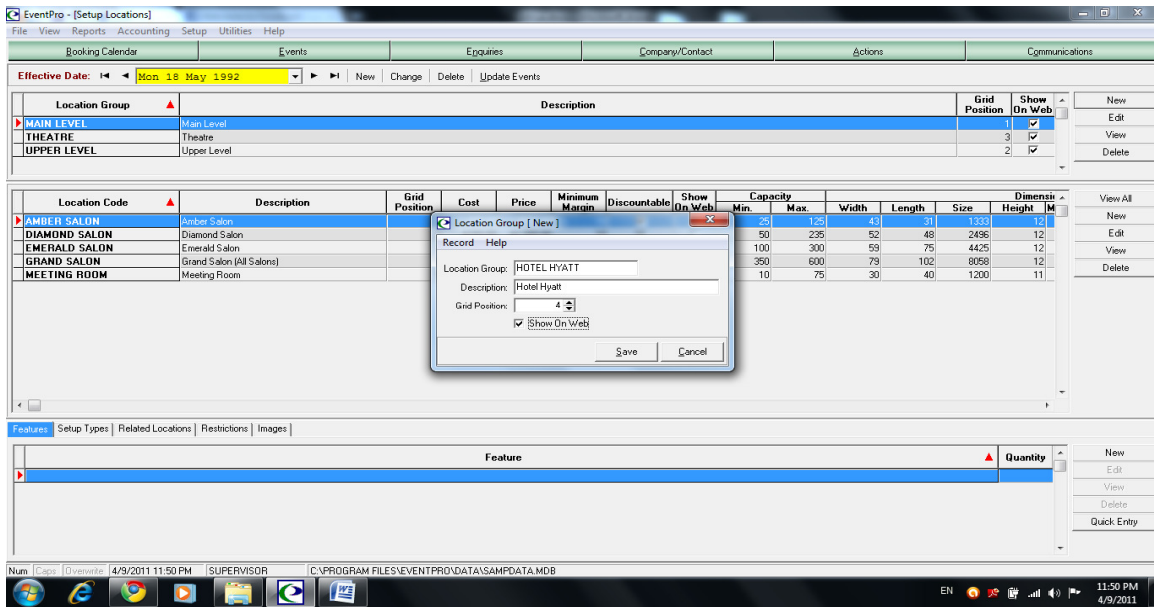 EventPro - [Setup Locations]
File View Reports Accounting Setup Utilities Help
Booking Calendar Events Enquiries Company/Contact Actions Communications
Effective Date: Mon 18 May 1992 New Change Delete Update Events
Location Group Description Grid Position Show On Web New
MAIN LEVEL Main Level 1 Edit
THEATRE Theatre 3 View
UPPER LEVEL Upper Level 2 Delete
Location Code Description Grid Position Cost Price Minimum Margin Discountable Show On Web Capacity Min. Max. Width Length Size Dimensi Height M View All
AMBER SALON Amber Salon 25 125 43 31 1333 12 New
DIAMOND SALON Diamond Salon 50 235 52 48 2496 12 Edit
EMERALD SALON Emerald Salon 100 300 59 75 4425 12 View
GRAND SALON Grand Salon (All Salons) 350 600 79 102 8058 12 Delete
MEETING ROOM Meeting Room 10 75 30 40 1200 11
Location Group [ New ]
Record Help
Location Group: HOTEL HYATT
Description: Hotel Hyatt
Grid Position: 4
Show On Web
Save Cancel
Features Setup Types Related Locations Restrictions Images
Feature Quantity New
Edit
View
Delete
Quick Entry
Num Caps Overwrite 4/9/2011 11:50 PM SUPERVISOR C:\PROGRAM FILES\EVENTPRO\DATA\SAMPDATA.MDB
EN 11:50 PM
4/9/2011